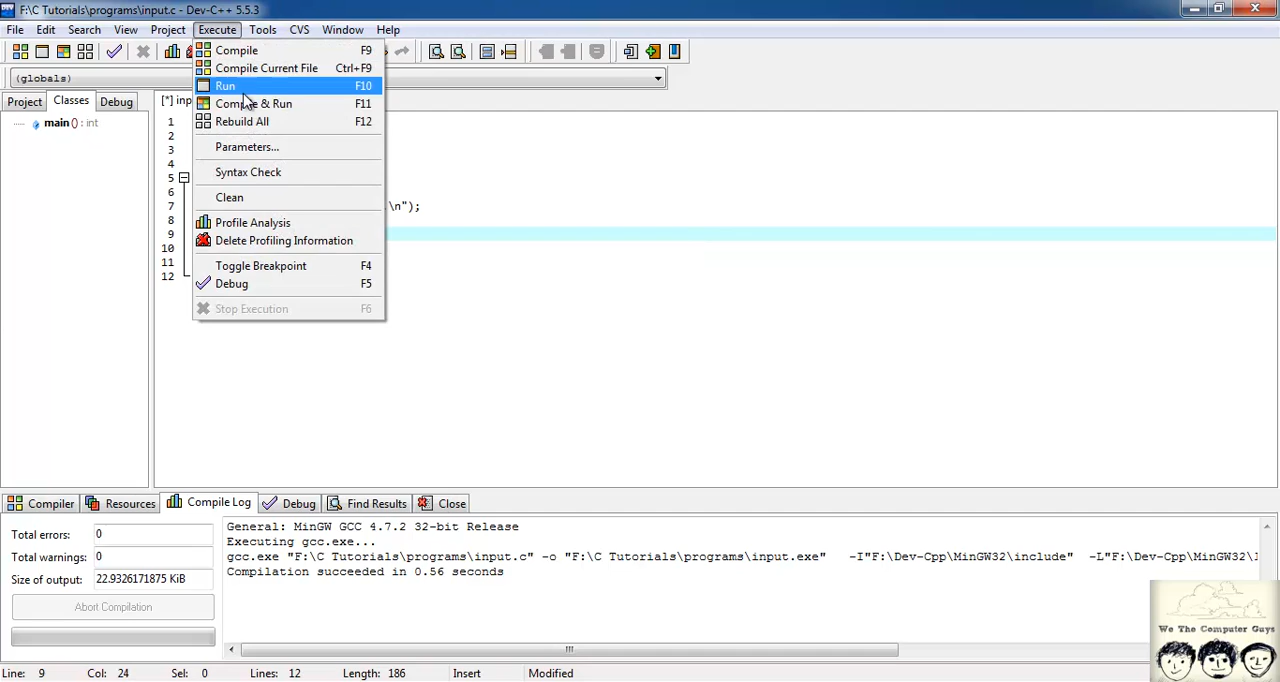 F:\C Tutorials\programs\input.c - Dev-C++ 5.5.3
File Edit Search View Project Execute Tools CVS Window Help
(globals)
Project Classes Debug
[*] inp
main () : int
Compile F9
Compile Current File Ctrl+F9
Run F10
Compile & Run F11
Rebuild All F12
Parameters...
Syntax Check
Clean
Profile Analysis
Delete Profiling Information
Toggle Breakpoint F4
Debug F5
Stop Execution F6
1
2
3
4
5
6
7 \n");
8
9
10
11
12
Compiler Resources Compile Log Debug Find Results Close
Total errors: 0
Total warnings: 0
Size of output: 22.9326171875 KiB
Abort Compilation
General: MinGW GCC 4.7.2 32-bit Release
Executing gcc.exe...
gcc.exe "F:\C Tutorials\programs\input.c" -o "F:\C Tutorials\programs\input.exe" -I"F:\Dev-Cpp\MinGW32\include" -L"F:\Dev-Cpp\MinGW32\
Compilation succeeded in 0.56 seconds
We The Computer Guys
Line: 9 Col: 24 Sel: 0 Lines: 12 Length: 186 Insert Modified